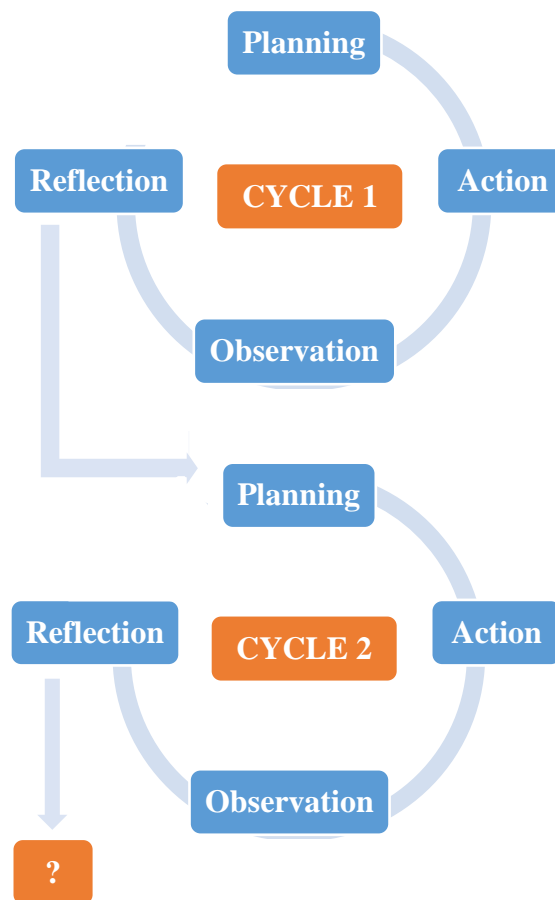 Planning
Reflection
CYCLE 1
Action
Observation
Planning
Reflection
CYCLE 2
Action
Observation
?